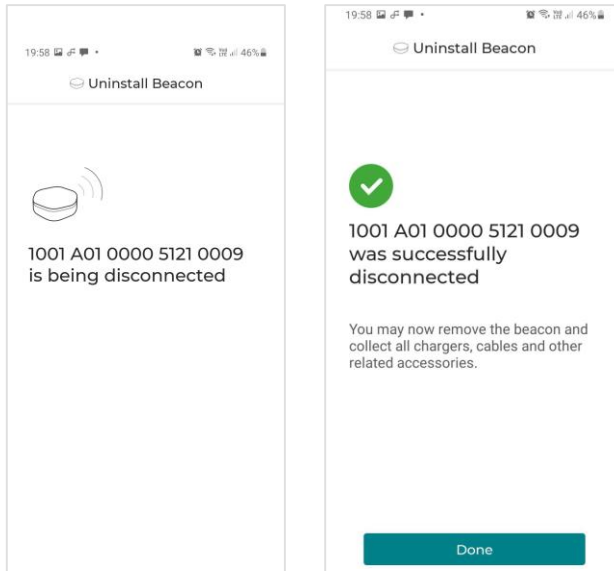 19:58
46%
Uninstall Beacon
1001 A01 0000 5121 0009
is being disconnected
19:58
46%
Uninstall Beacon
1001 A01 0000 5121 0009
was successfully
disconnected
You may now remove the beacon and
collect all chargers, cables and other
related accessories.
Done